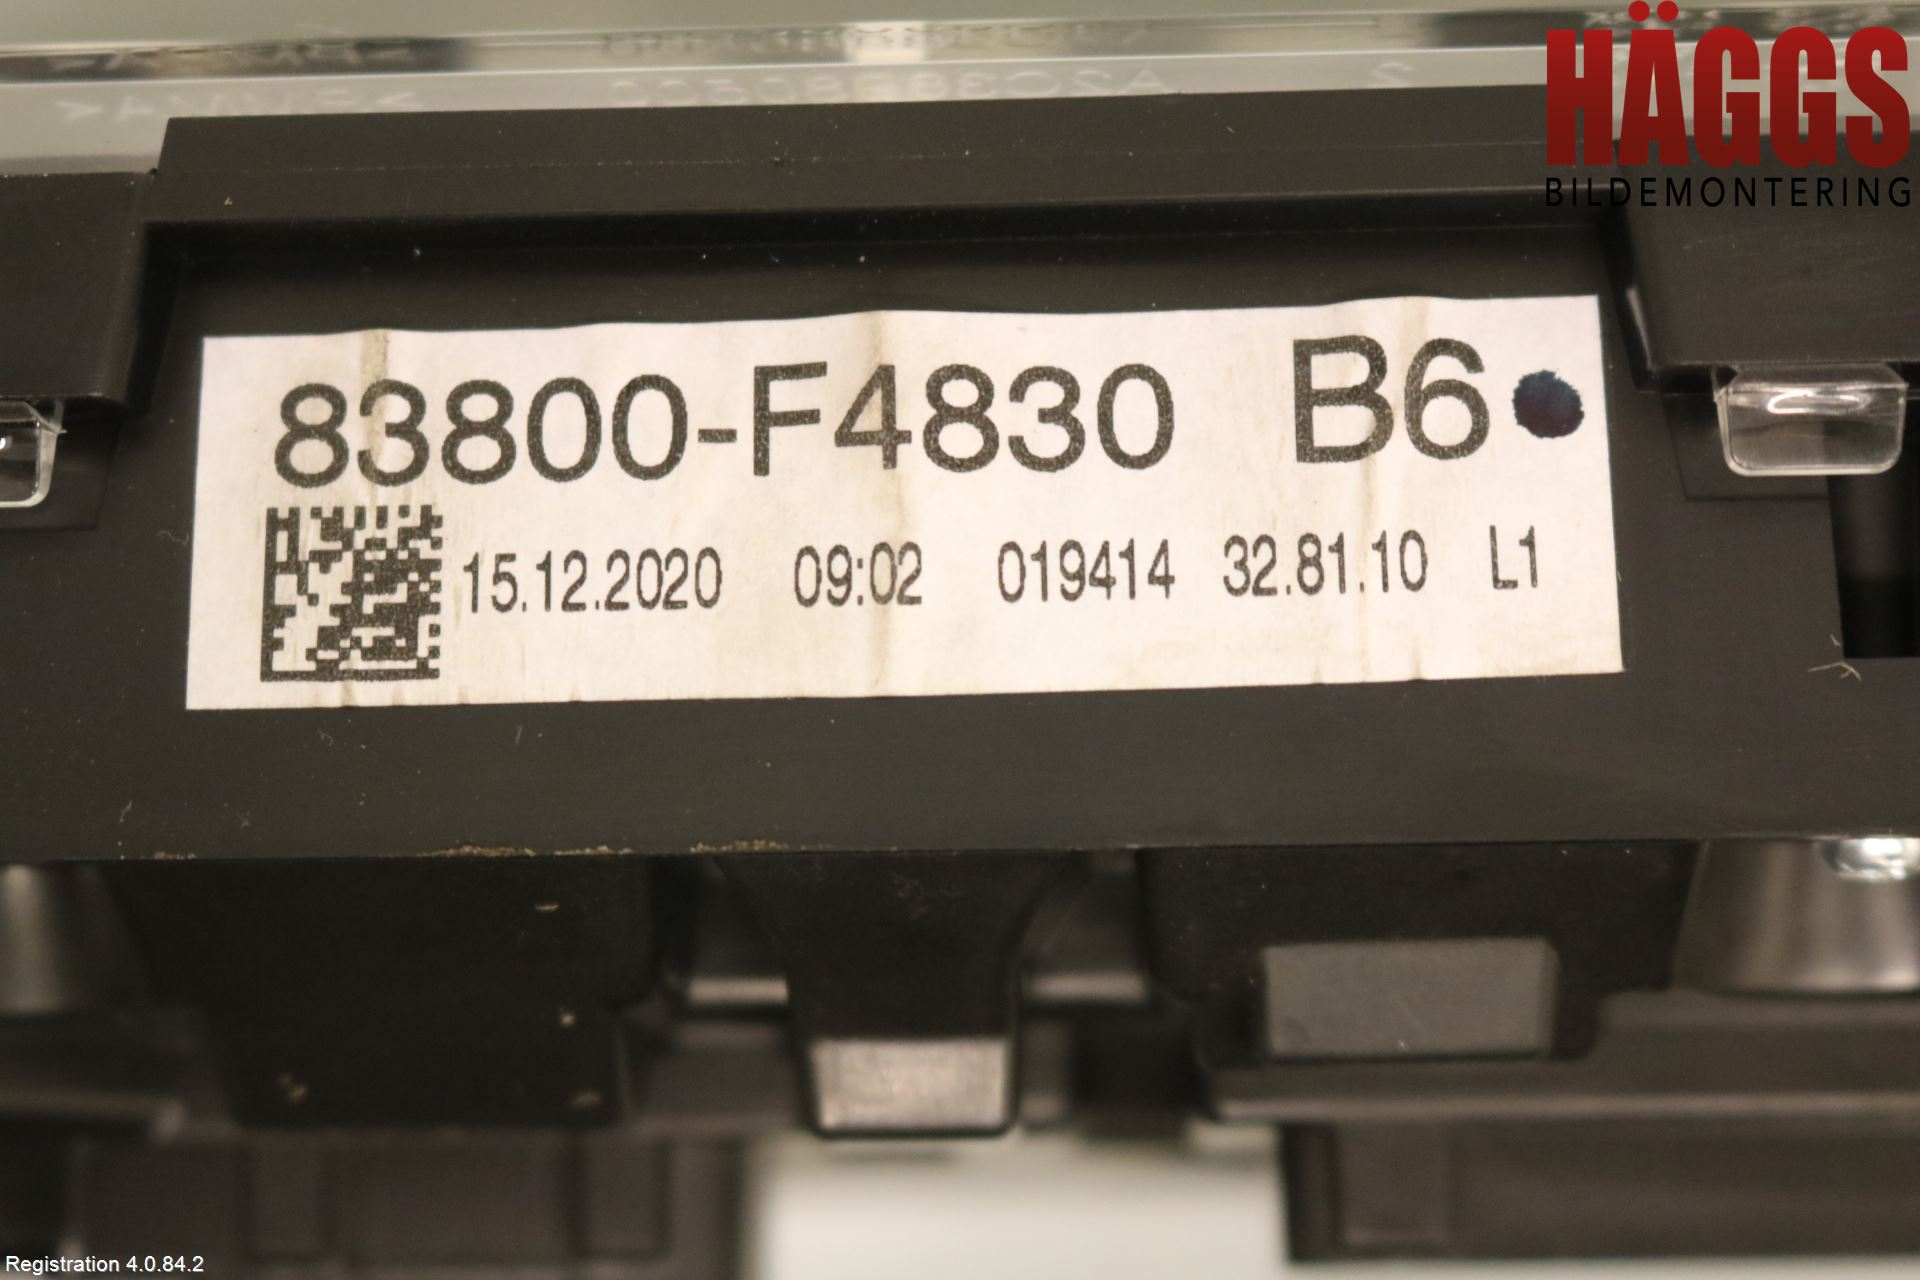 HÄGGS
BILDEMONTERING
83800-F4830 B6
15.12.2020 09:02 019414 32.81.10 L1
Registration 4.0.84.2